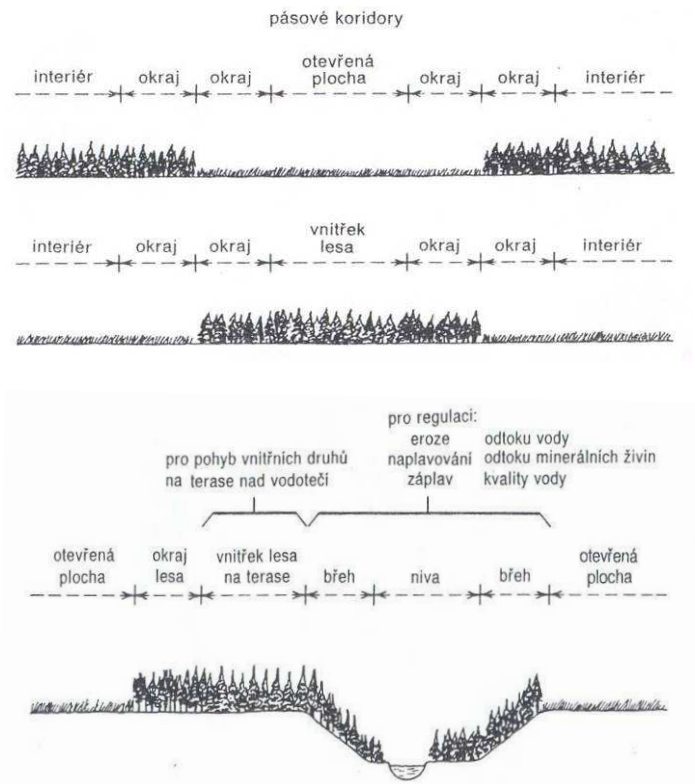 pásové koridory
interiér okraj okraj otevřená plocha okraj okraj interiér
interiér okraj okraj vnitřek lesa okraj okraj interiér
pro regulaci:
eroze odtoku vody
pro pohyb vnitřních druhů naplavování odtoku minerálních živin
na terase nad vodotečí záplav kvality vody
otevřená okraj vnitřek lesa otevřená
plocha lesa na terase břeh niva břeh plocha